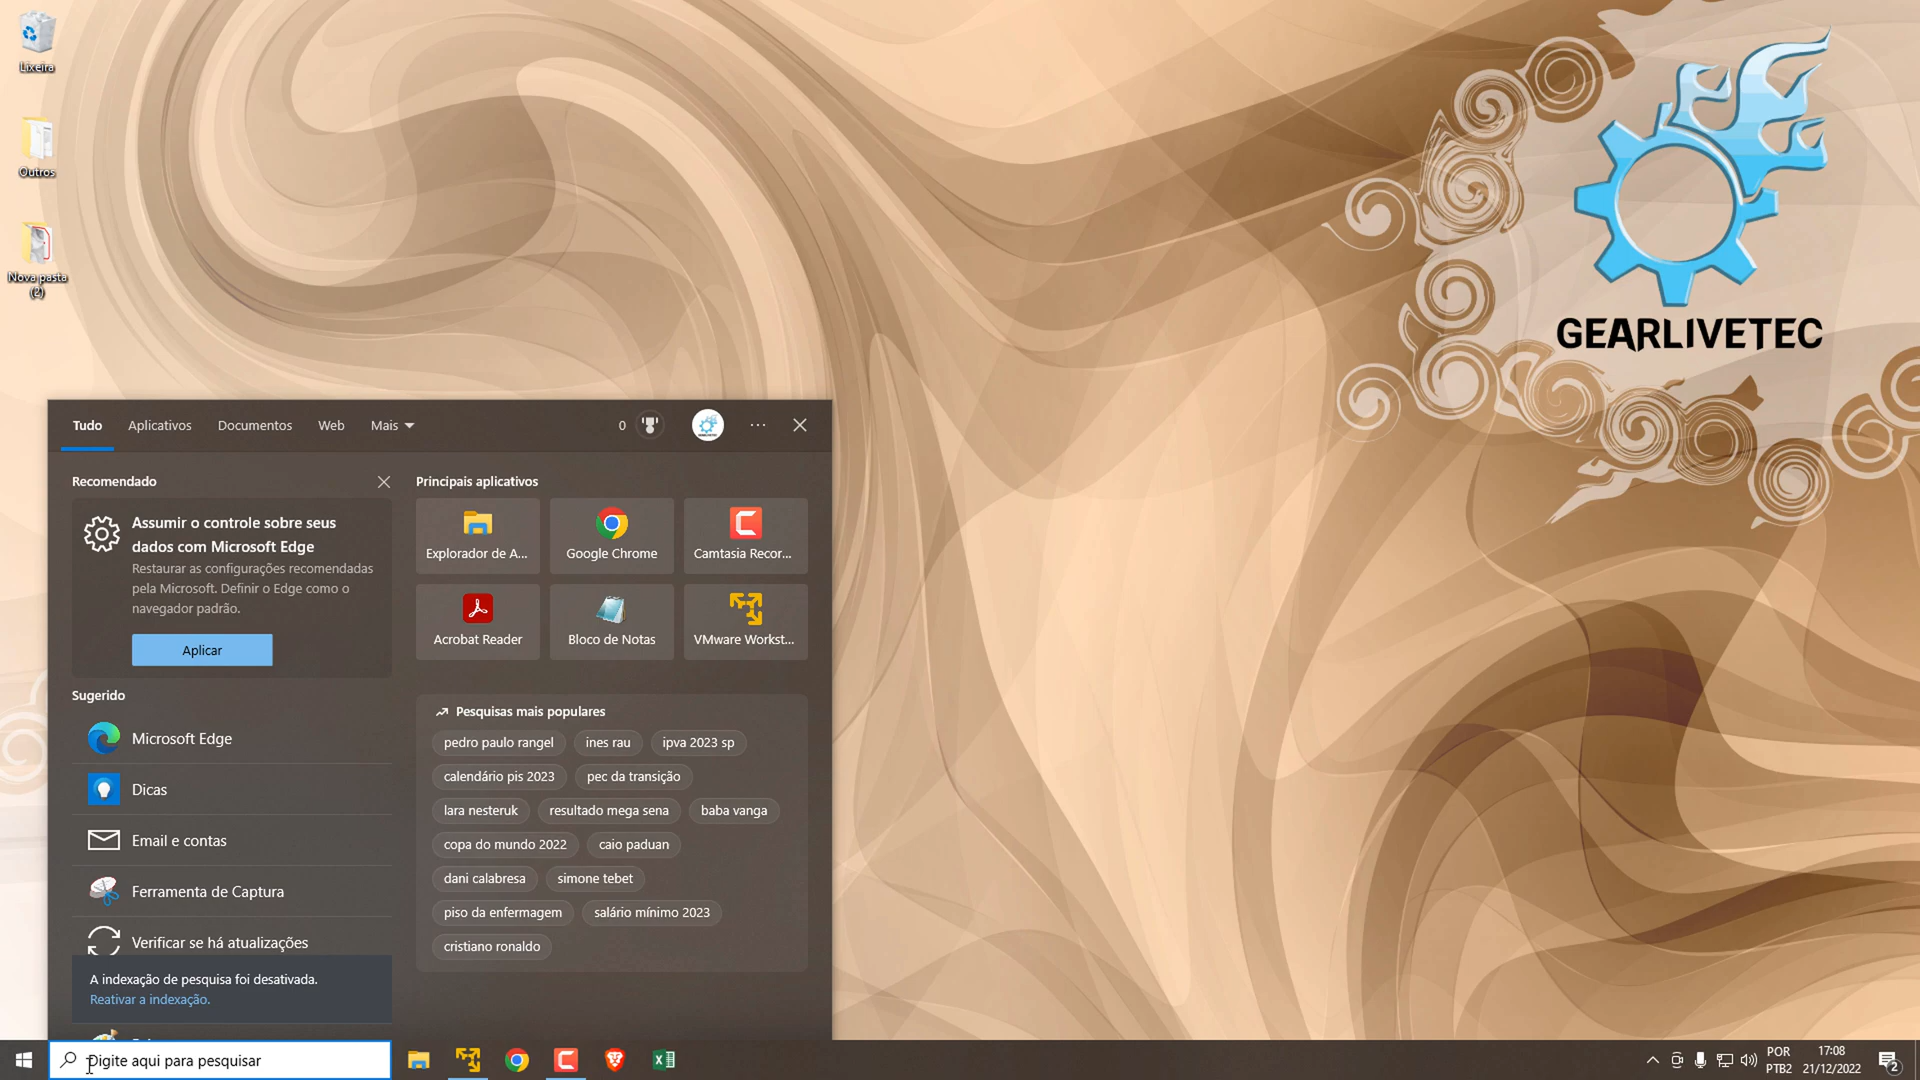 Lixeira
Outros
Nova pasta
(2)
GEARLIVETEC
Tudo
Aplicativos
Documentos
Web
Mais
0
Recomendado
Assumir o controle sobre seus
dados com Microsoft Edge
Restaurar as configurações recomendadas
pela Microsoft. Definir o Edge como o
navegador padrão.
Aplicar
Sugerido
Microsoft Edge
Dicas
Email e contas
Ferramenta de Captura
Verificar se há atualizações
A indexação de pesquisa foi desativada.
Reativar a indexação.
Principais aplicativos
Explorador de A...
Google Chrome
Camtasia Recor...
Acrobat Reader
Bloco de Notas
VMware Workst...
Pesquisas mais populares
pedro paulo rangel
ines rau
ipva 2023 sp
calendário pis 2023
pec da transição
lara nesteruk
resultado mega sena
baba vanga
copa do mundo 2022
caio paduan
dani calabresa
simone tebet
piso da enfermagem
salário mínimo 2023
cristiano ronaldo
Digite aqui para pesquisar
POR
PTB2
17:08
21/12/2022
2